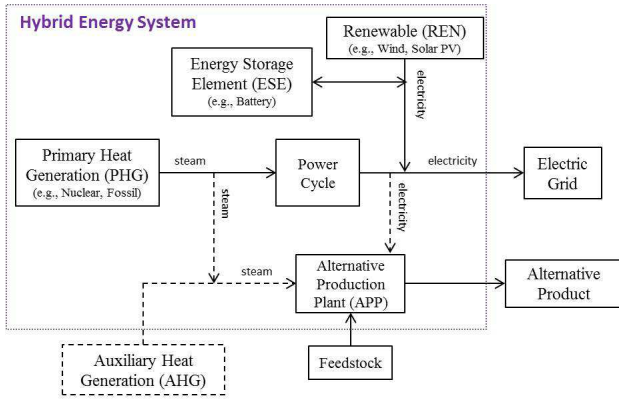 Hybrid Energy System
Renewable (REN)
(e.g., Wind, Solar PV)
Energy Storage
Element (ESE)
(e.g., Battery)
electricity
Primary Heat
Generation (PHG)
(e.g., Nuclear, Fossil)
steam
Power
Cycle
electricity
Electric
Grid
steam
electricity
steam
Alternative
Production
Plant (APP)
Alternative
Product
Auxiliary Heat
Generation (AHG)
Feedstock